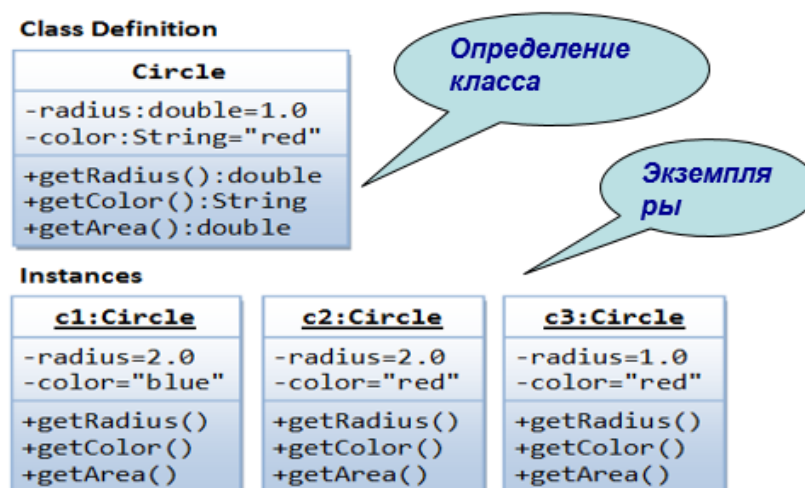 Class Definition
Circle
-radius:double=1.0
-color:String="red"
+getRadius():double
+getColor():String
+getArea():double
Определение
класса
Экземпля
ры
Instances
c1:Circle
-radius=2.0
-color="blue"
+getRadius()
+getColor()
+getArea()
c2:Circle
-radius=2.0
-color="red"
+getRadius()
+getColor()
+getArea()
c3:Circle
-radius=1.0
-color="red"
+getRadius()
+getColor()
+getArea()